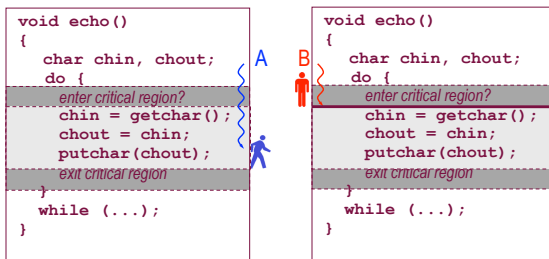 void echo()
{
char chin, chout;
do {
enter critical region?
chin = getchar();
chout = chin;
putchar(chout);
exit critical region
}
while (...);
}
A
B
void echo()
{
char chin, chout;
do {
enter critical region?
chin = getchar();
chout = chin;
putchar(chout);
exit critical region
}
while (...);
}